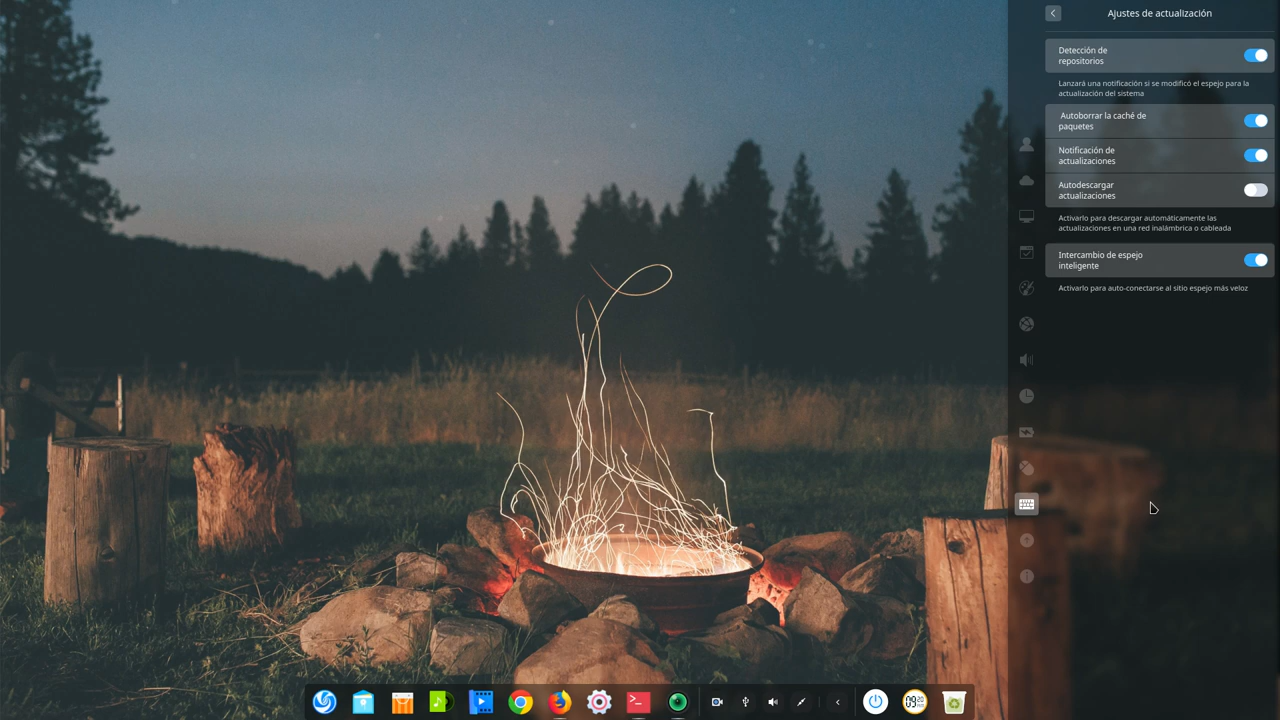 Ajustes de actualización
Detección de
repositorios
Lanzará una notificación si se modificó el espejo para la
actualización del sistema
Autoborrar la caché de
paquetes
Notificación de
actualizaciones
Autodescargar
actualizaciones
Activarlo para descargar automáticamente las
actualizaciones en una red inalámbrica o cableada
Intercambio de espejo
inteligente
Activarlo para auto-conectarse al sitio espejo más veloz